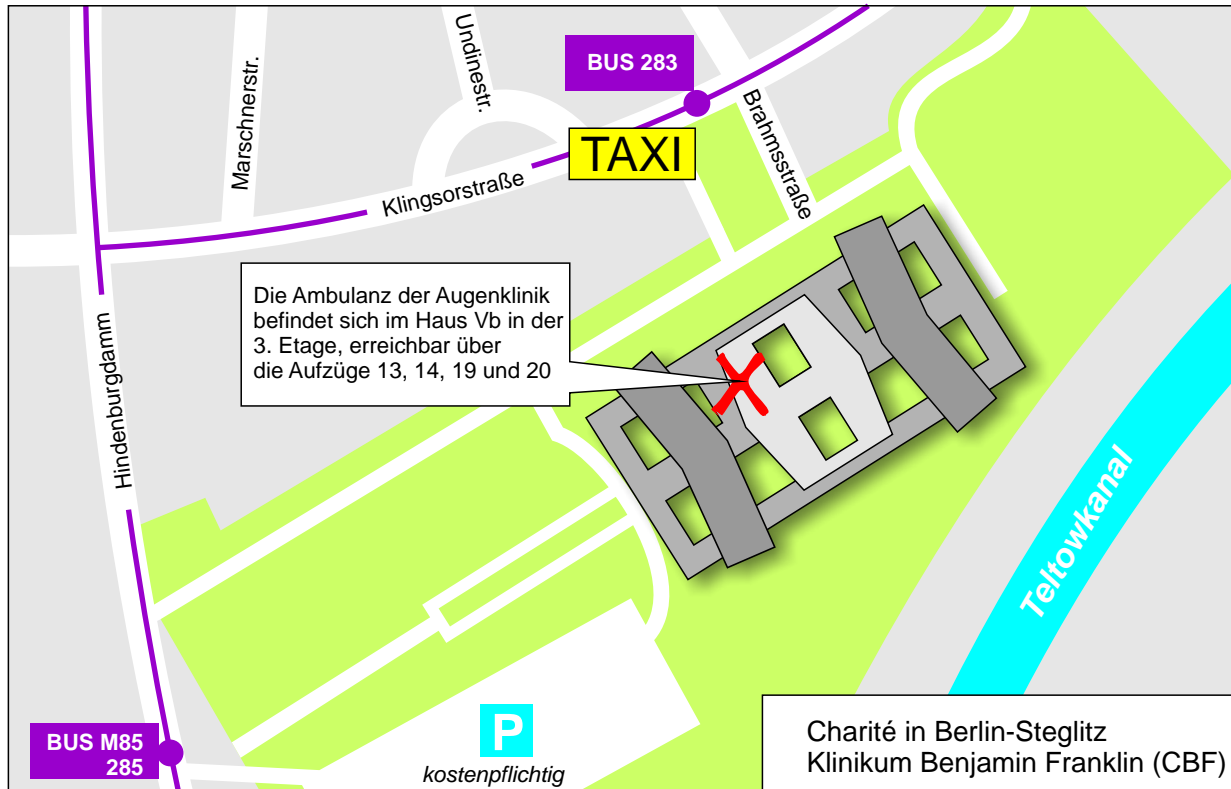 Undinestr.
BUS 283
Marschnerstr.
Brahmsstraße
TAXI
Klingsorstraße
Die Ambulanz der Augenklinik
befindet sich im Haus Vb in der
3. Etage, erreichbar über
die Aufzüge 13, 14, 19 und 20
Hindenburgdamm
Teltowkanal
BUS M85
285
P
kostenpflichtig
Charité in Berlin-Steglitz
Klinikum Benjamin Franklin (CBF)